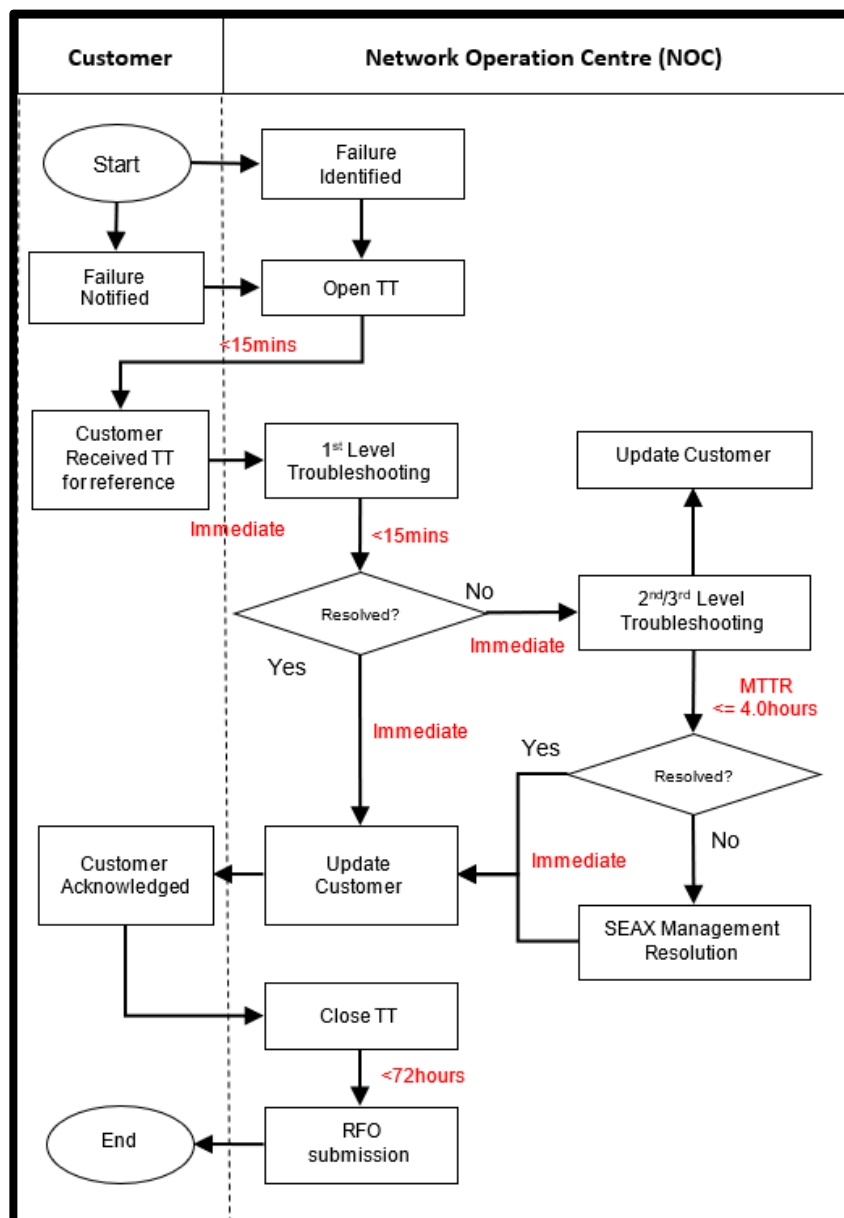 Customer
Network Operation Centre (NOC)
Start
Failure
Identified
Failure
Notified
Open TT
<15mins
Customer
Received TT
for reference
1st Level
Troubleshooting
Update Customer
Immediate
<15mins
Resolved?
No
Immediate
2nd/3rd Level
Troubleshooting
Yes
MTTR
<= 4.0hours
Immediate
Yes
Resolved?
No
Immediate
Customer
Acknowledged
Update
Customer
SEAX Management
Resolution
Close TT
<72hours
End
RFO
submission